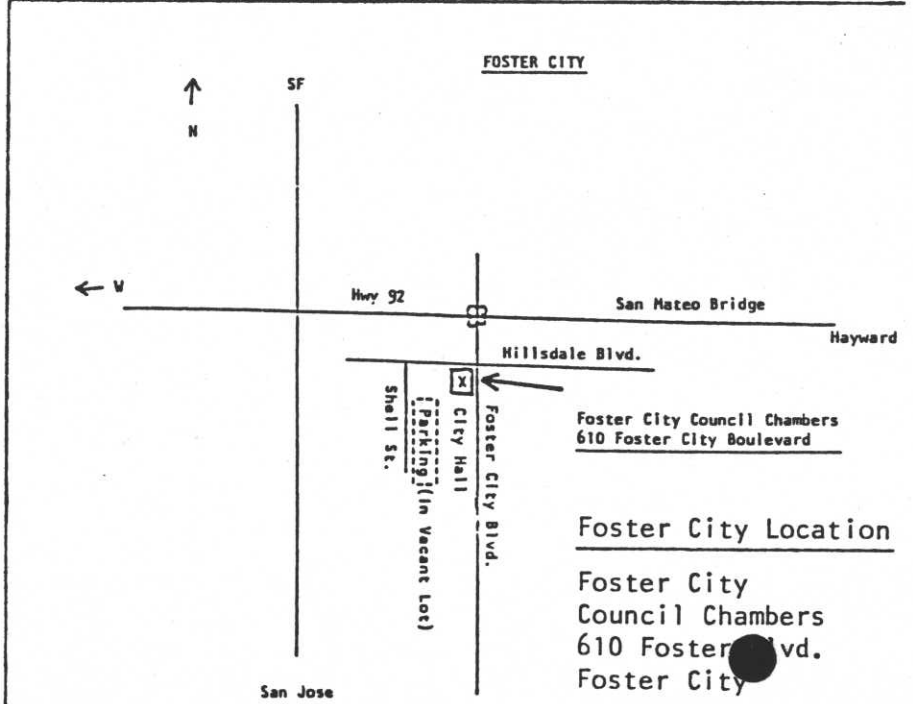 FOSTER CITY
SF
N
W
Hwy 92
San Mateo Bridge
Hayward
Hillsdale Blvd.
X
Shell St.
Parking (In Vacant Lot)
City Hall
Foster City Blvd.
Foster City Council Chambers
610 Foster City Boulevard
Foster City Location
Foster City
Council Chambers
610 Foster vd.
Foster City
San Jose